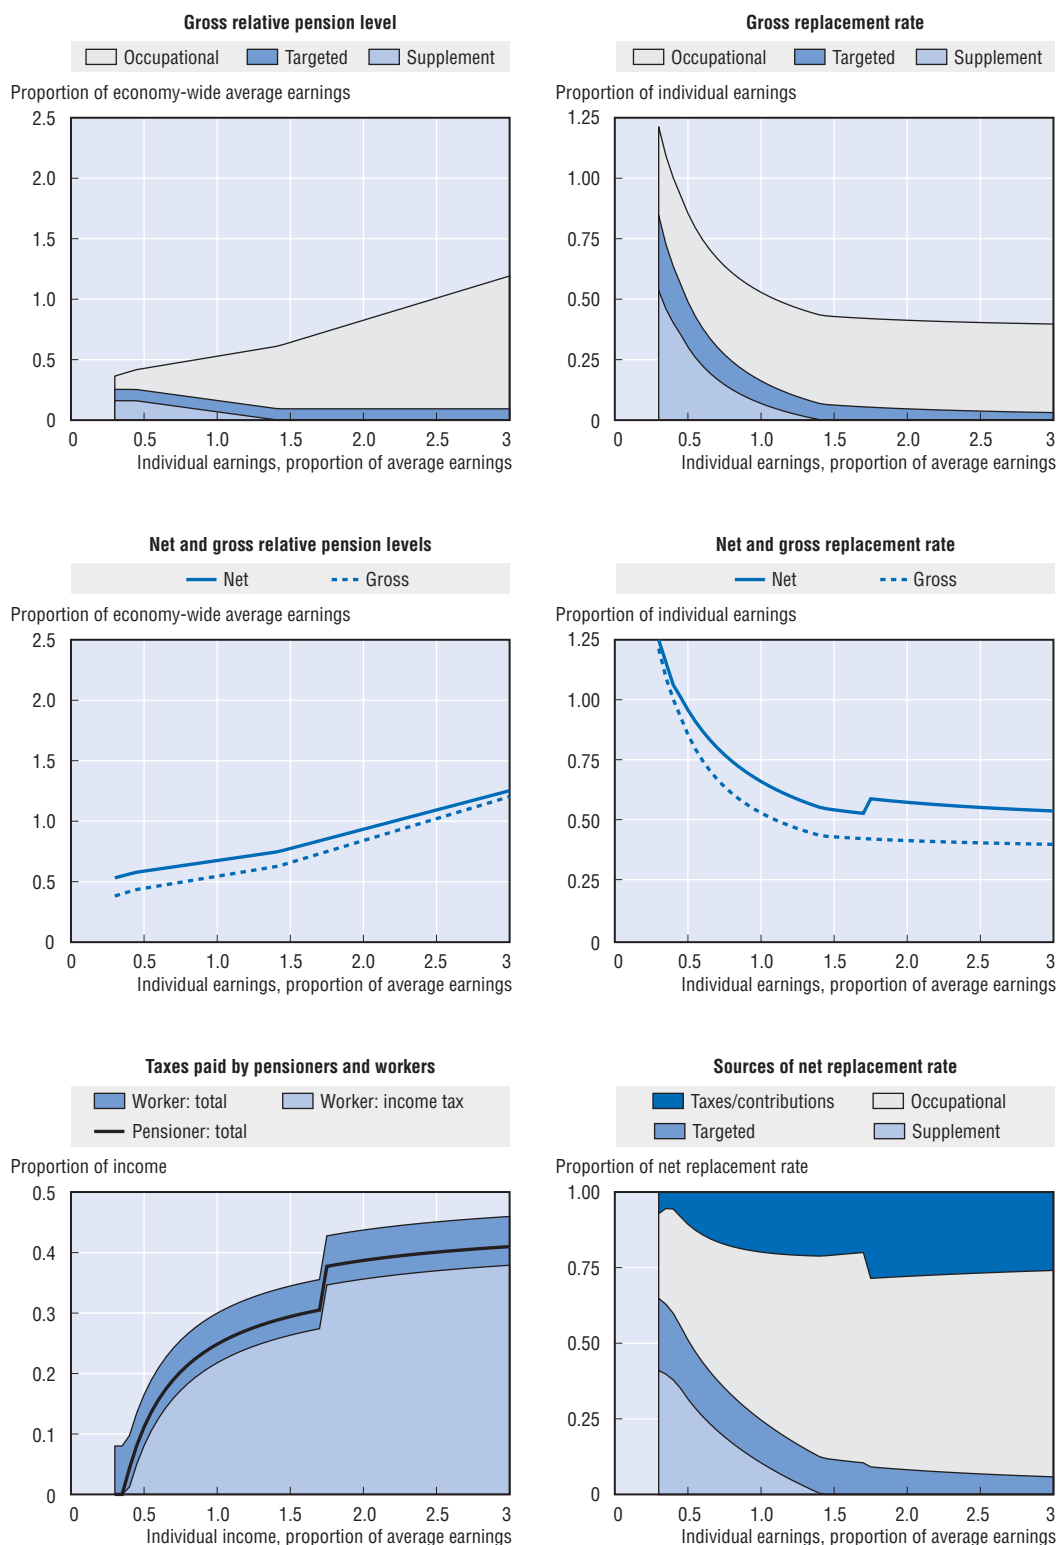 Gross relative pension level
Occupational Targeted Supplement
Proportion of economy-wide average earnings
2.5
2.0
1.5
1.0
0.5
0
0 0.5 1.0 1.5 2.0 2.5 3
Individual earnings, proportion of average earnings
Gross replacement rate
Occupational Targeted Supplement
Proportion of individual earnings
1.25
1.00
0.75
0.50
0.25
0
0 0.5 1.0 1.5 2.0 2.5 3
Individual earnings, proportion of average earnings
Net and gross relative pension levels
Net Gross
Proportion of economy-wide average earnings
2.5
2.0
1.5
1.0
0.5
0
0 0.5 1.0 1.5 2.0 2.5 3
Individual earnings, proportion of average earnings
Net and gross replacement rate
Net Gross
Proportion of individual earnings
1.25
1.00
0.75
0.50
0.25
0
0 0.5 1.0 1.5 2.0 2.5 3
Individual earnings, proportion of average earnings
Taxes paid by pensioners and workers
Worker: total Worker: income tax
Pensioner: total
Proportion of income
0.5
0.4
0.3
0.2
0.1
0
0 0.5 1.0 1.5 2.0 2.5 3
Individual income, proportion of average earnings
Sources of net replacement rate
Taxes/contributions Occupational
Targeted Supplement
Proportion of net replacement rate
1.00
0.75
0.50
0.25
0
0 0.5 1.0 1.5 2.0 2.5 3
Individual earnings, proportion of average earnings